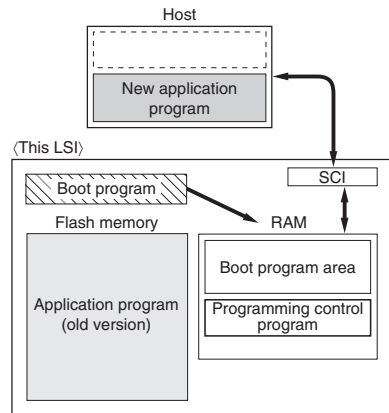 Host
New application
program
〈This LSI〉
SCI
Boot program
Flash memory
RAM
Application program
(old version)
Boot program area
Programming control
program